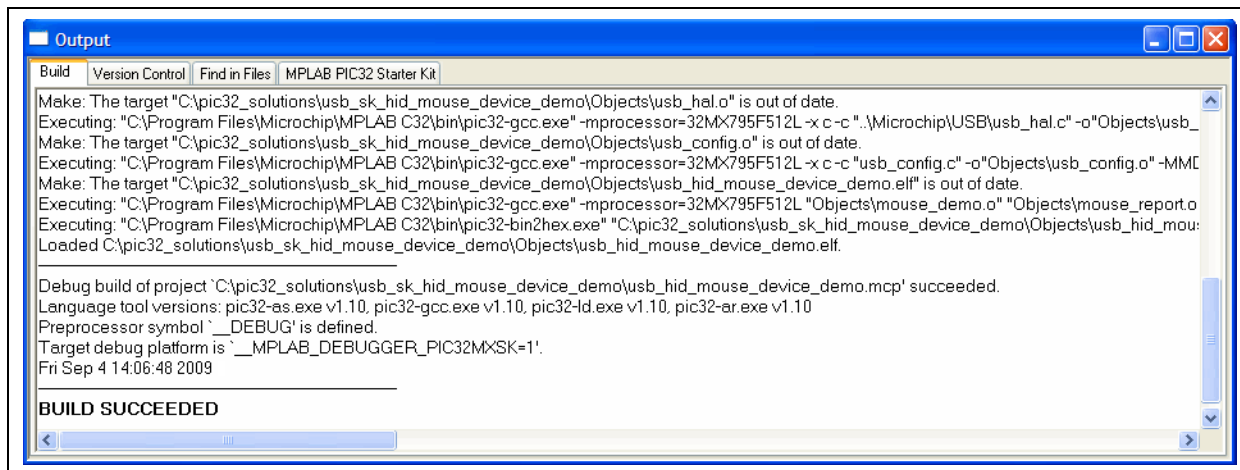 Output
Build Version Control Find in Files MPLAB PIC32 Starter Kit
Make: The target "C:\pic32_solutions\usb_sk_hid_mouse_device_demo\Objects\usb_hal.o" is out of date.
Executing: "C:\Program Files\Microchip\MPLAB C32\bin\pic32-gcc.exe" -mprocessor=32MX795F512L -x c -c "..\Microchip\USB\usb_hal.c" -o"Objects\usb_
Make: The target "C:\pic32_solutions\usb_sk_hid_mouse_device_demo\Objects\usb_config.o" is out of date.
Executing: "C:\Program Files\Microchip\MPLAB C32\bin\pic32-gcc.exe" -mprocessor=32MX795F512L -x c -c "usb_config.c" -o"Objects\usb_config.o" -MMD
Make: The target "C:\pic32_solutions\usb_sk_hid_mouse_device_demo\Objects\usb_hid_mouse_device_demo.elf" is out of date.
Executing: "C:\Program Files\Microchip\MPLAB C32\bin\pic32-gcc.exe" -mprocessor=32MX795F512L "Objects\mouse_demo.o" "Objects\mouse_report.o
Executing: "C:\Program Files\Microchip\MPLAB C32\bin\pic32-bin2hex.exe" "C:\pic32_solutions\usb_sk_hid_mouse_device_demo\Objects\usb_hid_mou
Loaded C:\pic32_solutions\usb_sk_hid_mouse_device_demo\Objects\usb_hid_mouse_device_demo.elf.
Debug build of project `C:\pic32_solutions\usb_sk_hid_mouse_device_demo\usb_hid_mouse_device_demo.mcp' succeeded.
Language tool versions: pic32-as.exe v1.10, pic32-gcc.exe v1.10, pic32-ld.exe v1.10, pic32-ar.exe v1.10
Preprocessor symbol `__DEBUG' is defined.
Target debug platform is `__MPLAB_DEBUGGER_PIC32MXSK=1'.
Fri Sep 4 14:06:48 2009
BUILD SUCCEEDED